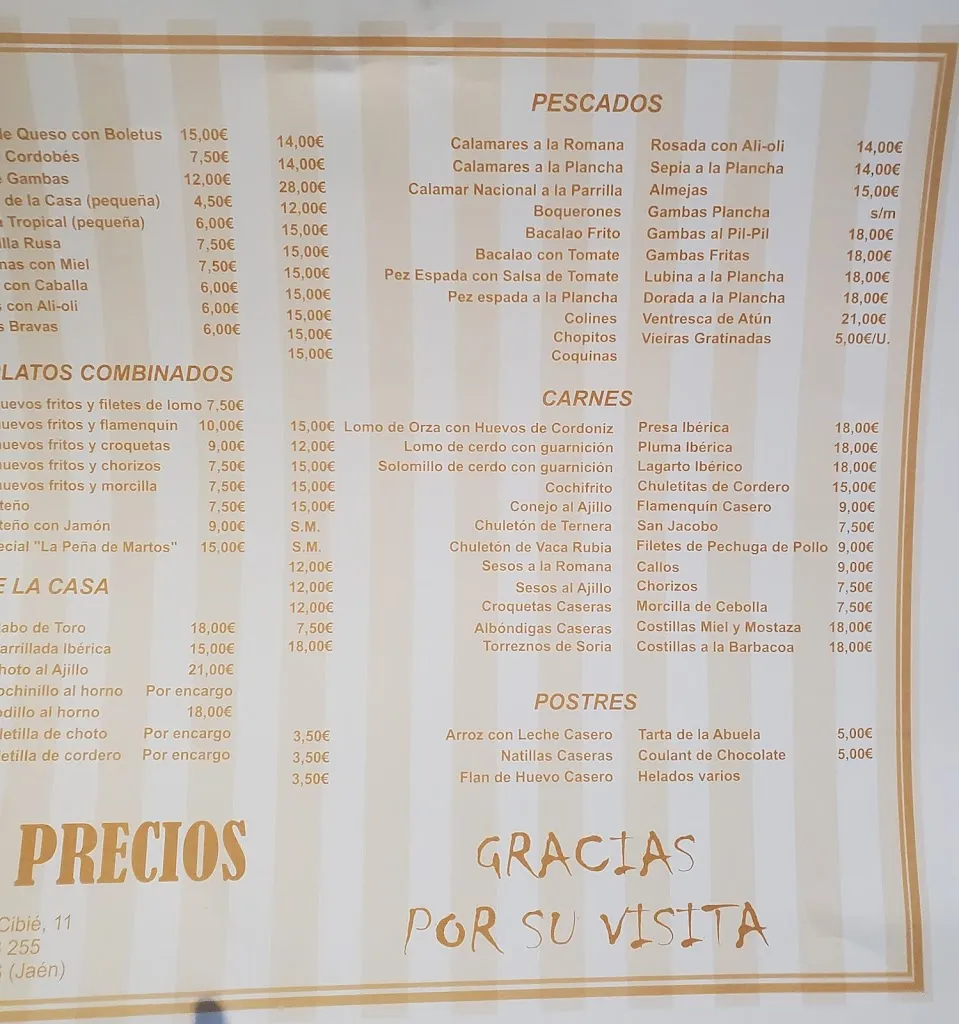 le Queso con Boletus 15,00€
Cordobés 7,50€
Gambas 12,00€
de la Casa (pequeña) 4,50€
Tropical (pequeña) 6,00€
illa Rusa 7,50€
nas con Miel 7,50€
con Caballa 6,00€
s con Ali-oli 6,00€
s Bravas 6,00€
LATOS COMBINADOS
uevos fritos y filetes de lomo 7,50€
uevos fritos y flamenquin 10,00€
uevos fritos y croquetas 9,00€
uevos fritos y chorizos 7,50€
uevos fritos y morcilla 7,50€
teño 7,50€
teño con Jamón 9,00€
ecial "La Peña de Martos" 15,00€
E LA CASA
abo de Toro 18,00€
arrillada Ibérica 15,00€
hoto al Ajillo 21,00€
ochinillo al horno Por encargo
odillo al horno 18,00€
letilla de choto Por encargo
letilla de cordero Por encargo
PRECIOS
Cibié, 11
255
(Jaén)
PESCADOS
14,00€ Calamares a la Romana Rosada con Ali-oli 14,00€
14,00€ Calamares a la Plancha Sepia a la Plancha 14,00€
28,00€ Calamar Nacional a la Parrilla Almejas 15,00€
12,00€ Boquerones Gambas Plancha s/m
15,00€ Bacalao Frito Gambas al Pil-Pil 18,00€
15,00€ Bacalao con Tomate Gambas Fritas 18,00€
15,00€ Pez Espada con Salsa de Tomate Lubina a la Plancha 18,00€
15,00€ Pez espada a la Plancha Dorada a la Plancha 18,00€
15,00€ Colines Ventresca de Atún 21,00€
15,00€ Chopitos Vieiras Gratinadas 5,00€/U.
15,00€ Coquinas
CARNES
15,00€ Lomo de Orza con Huevos de Cordoniz Presa Ibérica 18,00€
12,00€ Lomo de cerdo con guarnición Pluma Ibérica 18,00€
15,00€ Solomillo de cerdo con guarnición Lagarto Ibérico 18,00€
15,00€ Cochifrito Chuletitas de Cordero 15,00€
15,00€ Conejo al Ajillo Flamenquín Casero 9,00€
S.M. Chuletón de Ternera San Jacobo 7,50€
S.M. Chuletón de Vaca Rubia Filetes de Pechuga de Pollo 9,00€
12,00€ Sesos a la Romana Callos 9,00€
12,00€ Sesos al Ajillo Chorizos 7,50€
12,00€ Croquetas Caseras Morcilla de Cebolla 7,50€
7,50€ Albóndigas Caseras Costillas Miel y Mostaza 18,00€
18,00€ Torreznos de Soria Costillas a la Barbacoa 18,00€
POSTRES
3,50€ Arroz con Leche Casero Tarta de la Abuela 5,00€
3,50€ Natillas Caseras Coulant de Chocolate 5,00€
3,50€ Flan de Huevo Casero Helados varios
GRACIAS
POR SU VISITA